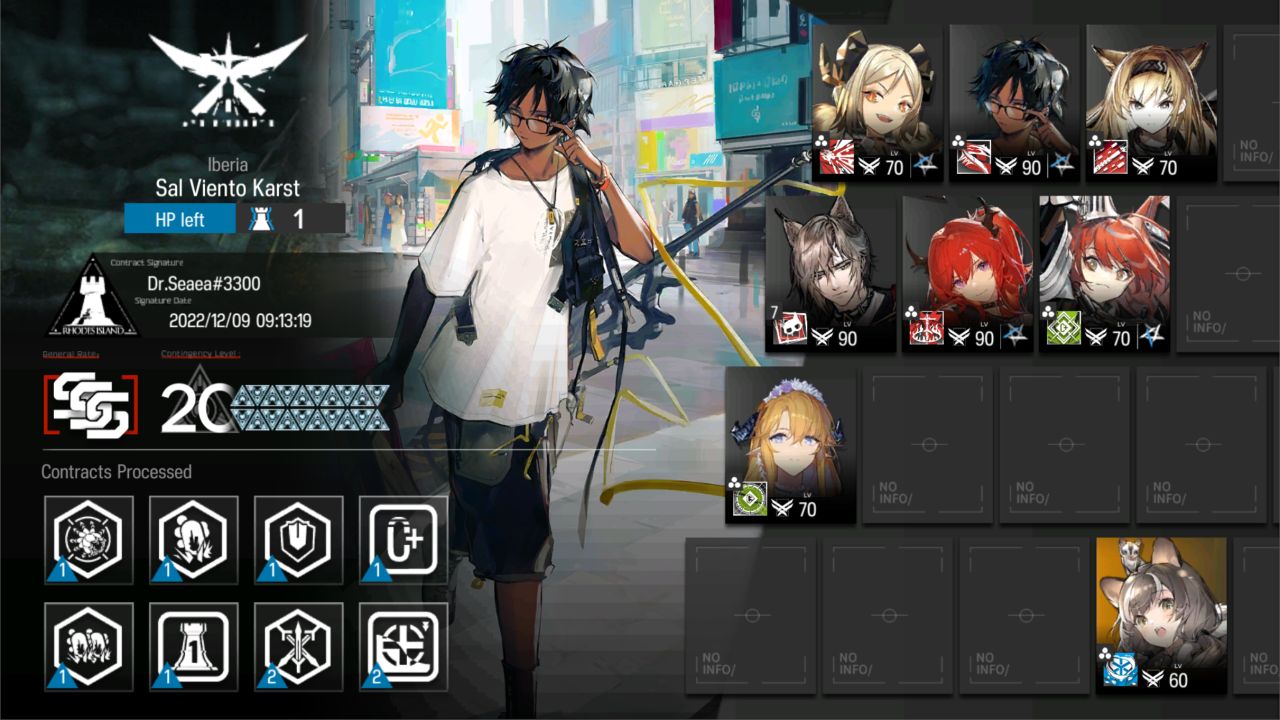 Iberia
Sal Viento Karst
HP left 1
Contract Signature
Dr.Seaea#3300
Signature Date
2022/12/09 09:13:19
RHODES ISLAND
General Rate:
Contingency Level:
20
Contracts Processed
1 1 1 1
1 1 1 2 2
LV 70
LV 90
LV 70
NO INFO/
7 LV 90
LV 90
LV 70
NO INFO/
LV 70
NO INFO/
NO INFO/
NO INFO/
NO INFO/
NO INFO/
NO INFO/
LV 60
NO INFO/